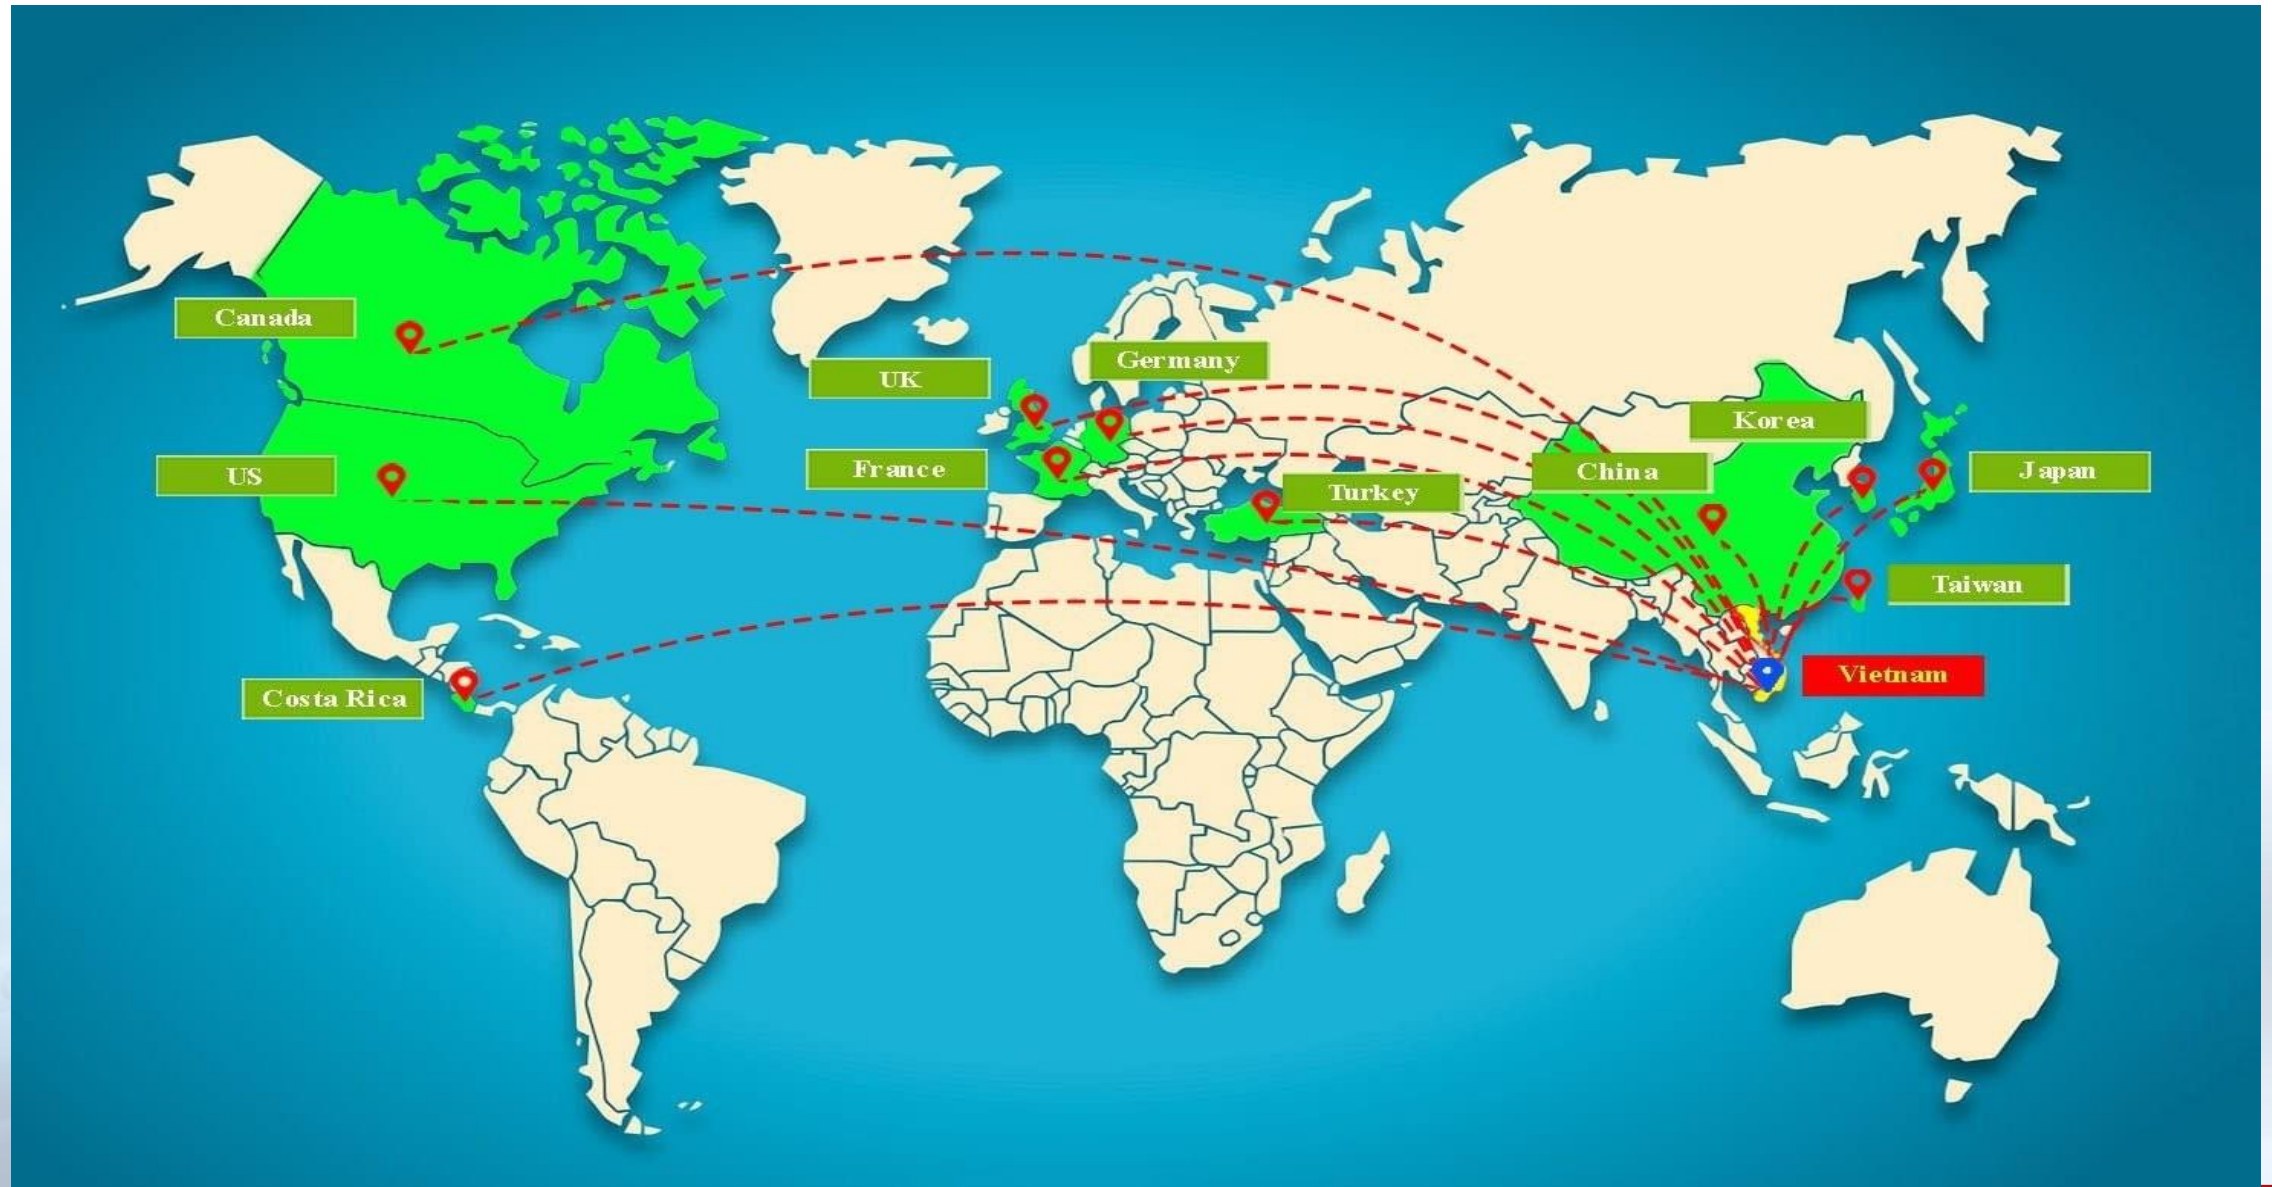 Canada
UK
Germany
Korea
US
France
Turkey
China
Japan
Taiwan
Costa Rica
Vietnam